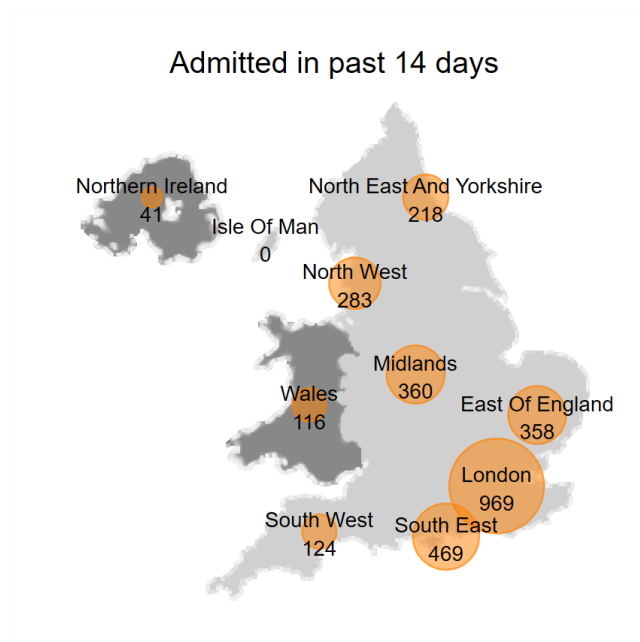 Admitted in past 14 days
Northern Ireland
41
North East And Yorkshire
218
Isle Of Man
0
North West
283
Midlands
360
Wales
116
East Of England
358
London
969
South West
124
South East
469